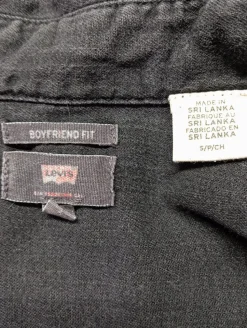 MADE IN
SRI LANKA
FABRIQUÉ AU
SRI LANKA
FABRICADO EN
SRI LANKA
S/P/CH
BOYFRIEND FIT
Levi's